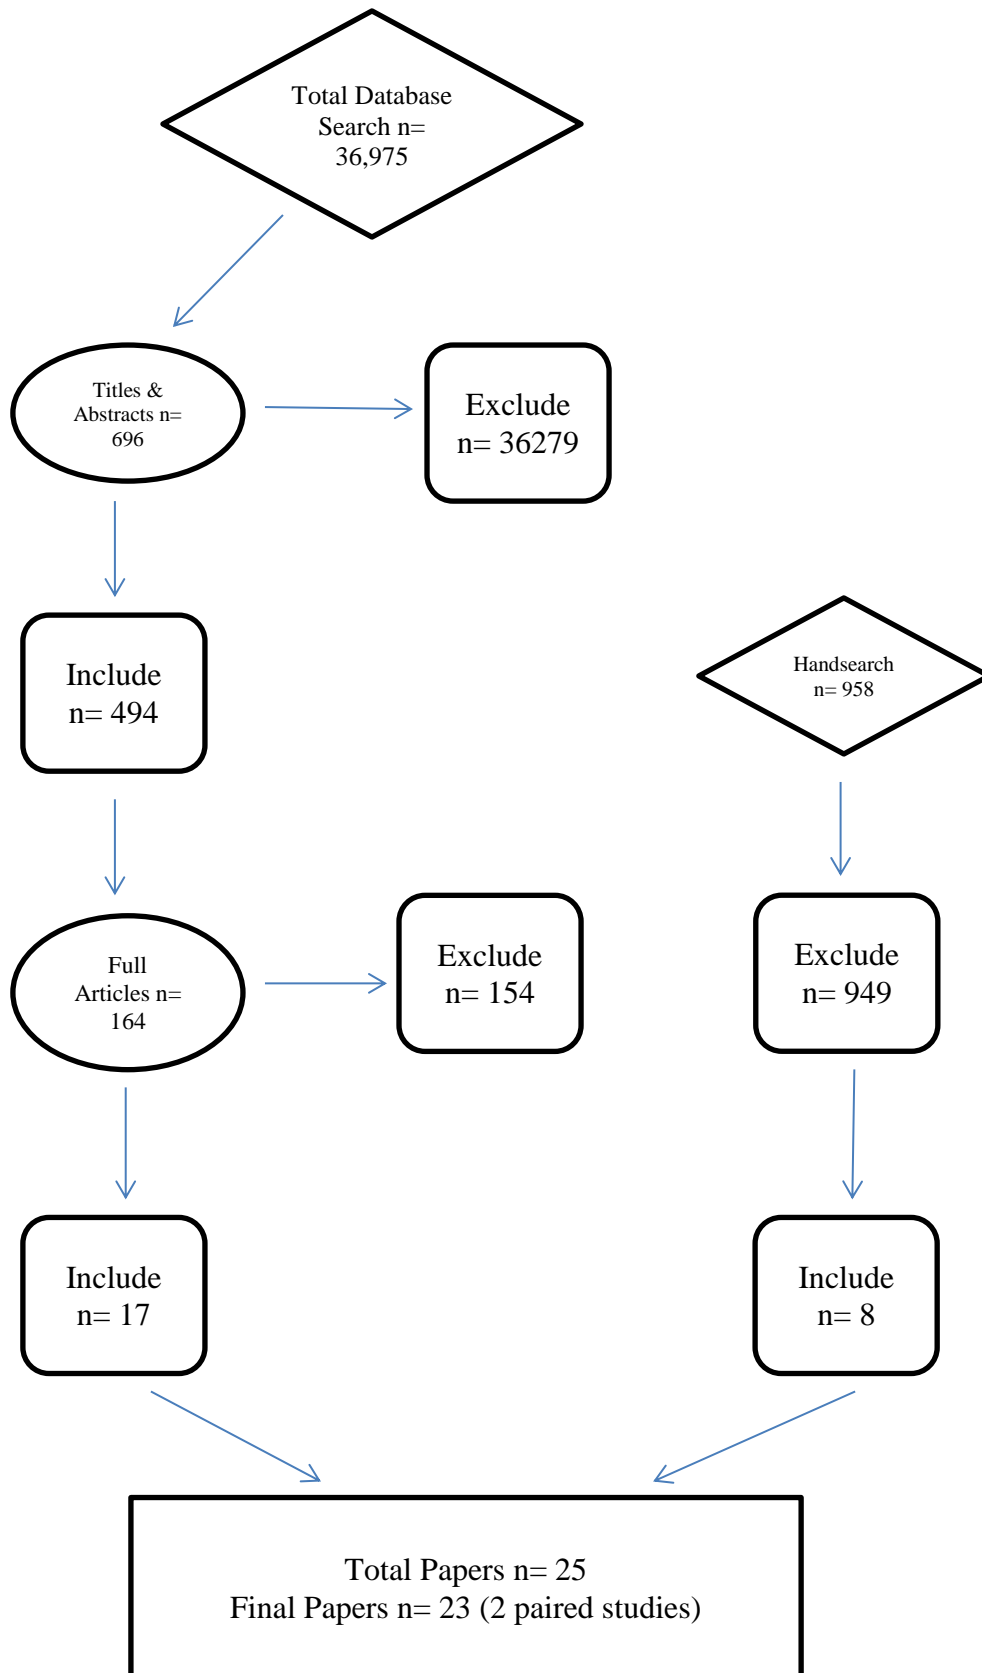 Total Database
Search n=
36,975
Titles &
Abstracts n=
696
Exclude
n= 36279
Include
n= 494
Handsearch
n= 958
Full
Articles n=
164
Exclude
n= 154
Exclude
n= 949
Include
n= 17
Include
n= 8
Total Papers n= 25
Final Papers n= 23 (2 paired studies)